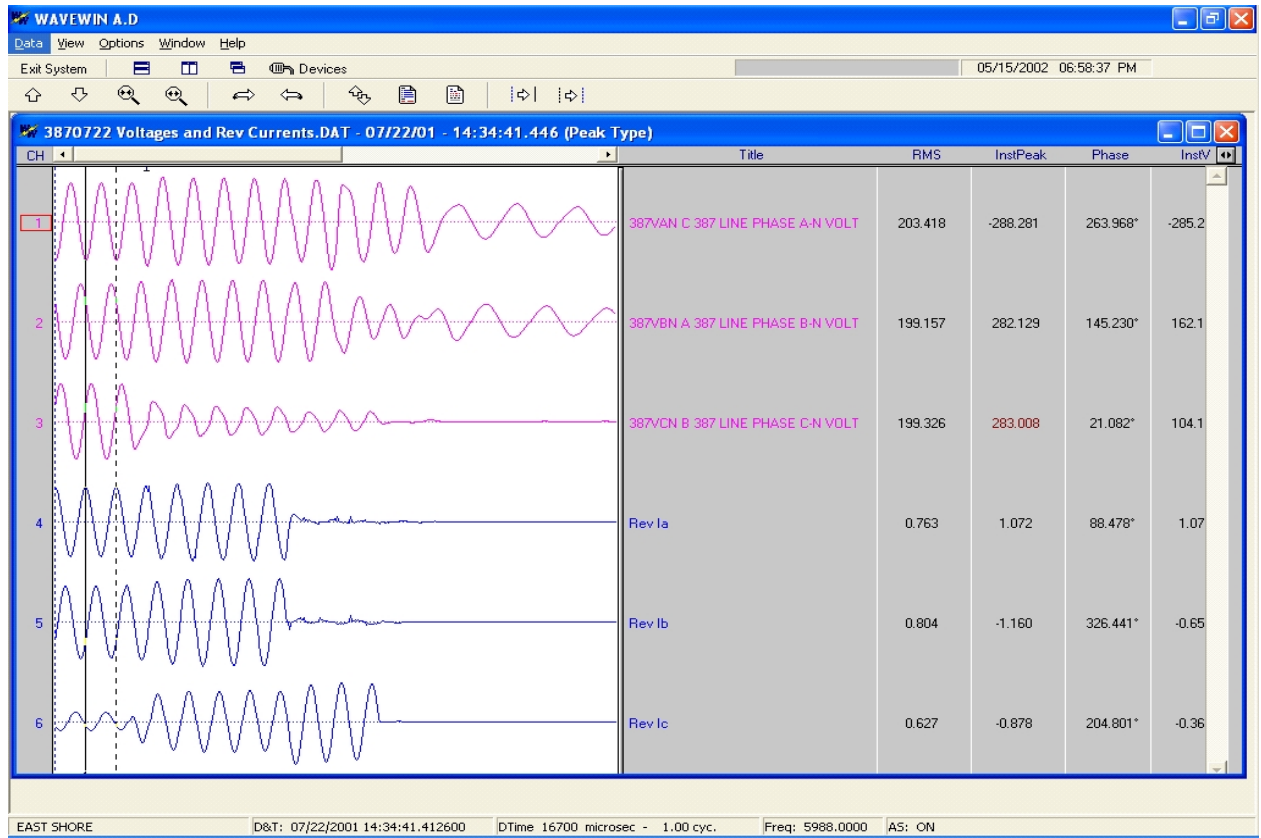 WAVEWIN A.D
Data View Options Window Help
Exit System Devices 05/15/2002 06:58:37 PM
3870722 Voltages and Rev Currents.DAT - 07/22/01 - 14:34:41.446 (Peak Type)
CH Title RMS InstPeak Phase InstV
1 387VAN C 387 LINE PHASE A-N VOLT 203.418 -288.281 263.968° -285.2
2 387VBN A 387 LINE PHASE B-N VOLT 199.157 282.129 145.230° 162.1
3 387VCN B 387 LINE PHASE C-N VOLT 199.326 283.008 21.082° 104.1
4 Rev Ia 0.763 1.072 88.478° 1.07
5 Rev Ib 0.804 -1.160 326.441° -0.65
6 Rev Ic 0.627 -0.878 204.801° -0.36
EAST SHORE D&T: 07/22/2001 14:34:41.412600 DTime 16700 microsec - 1.00 cyc. Freq: 5988.0000 AS: ON